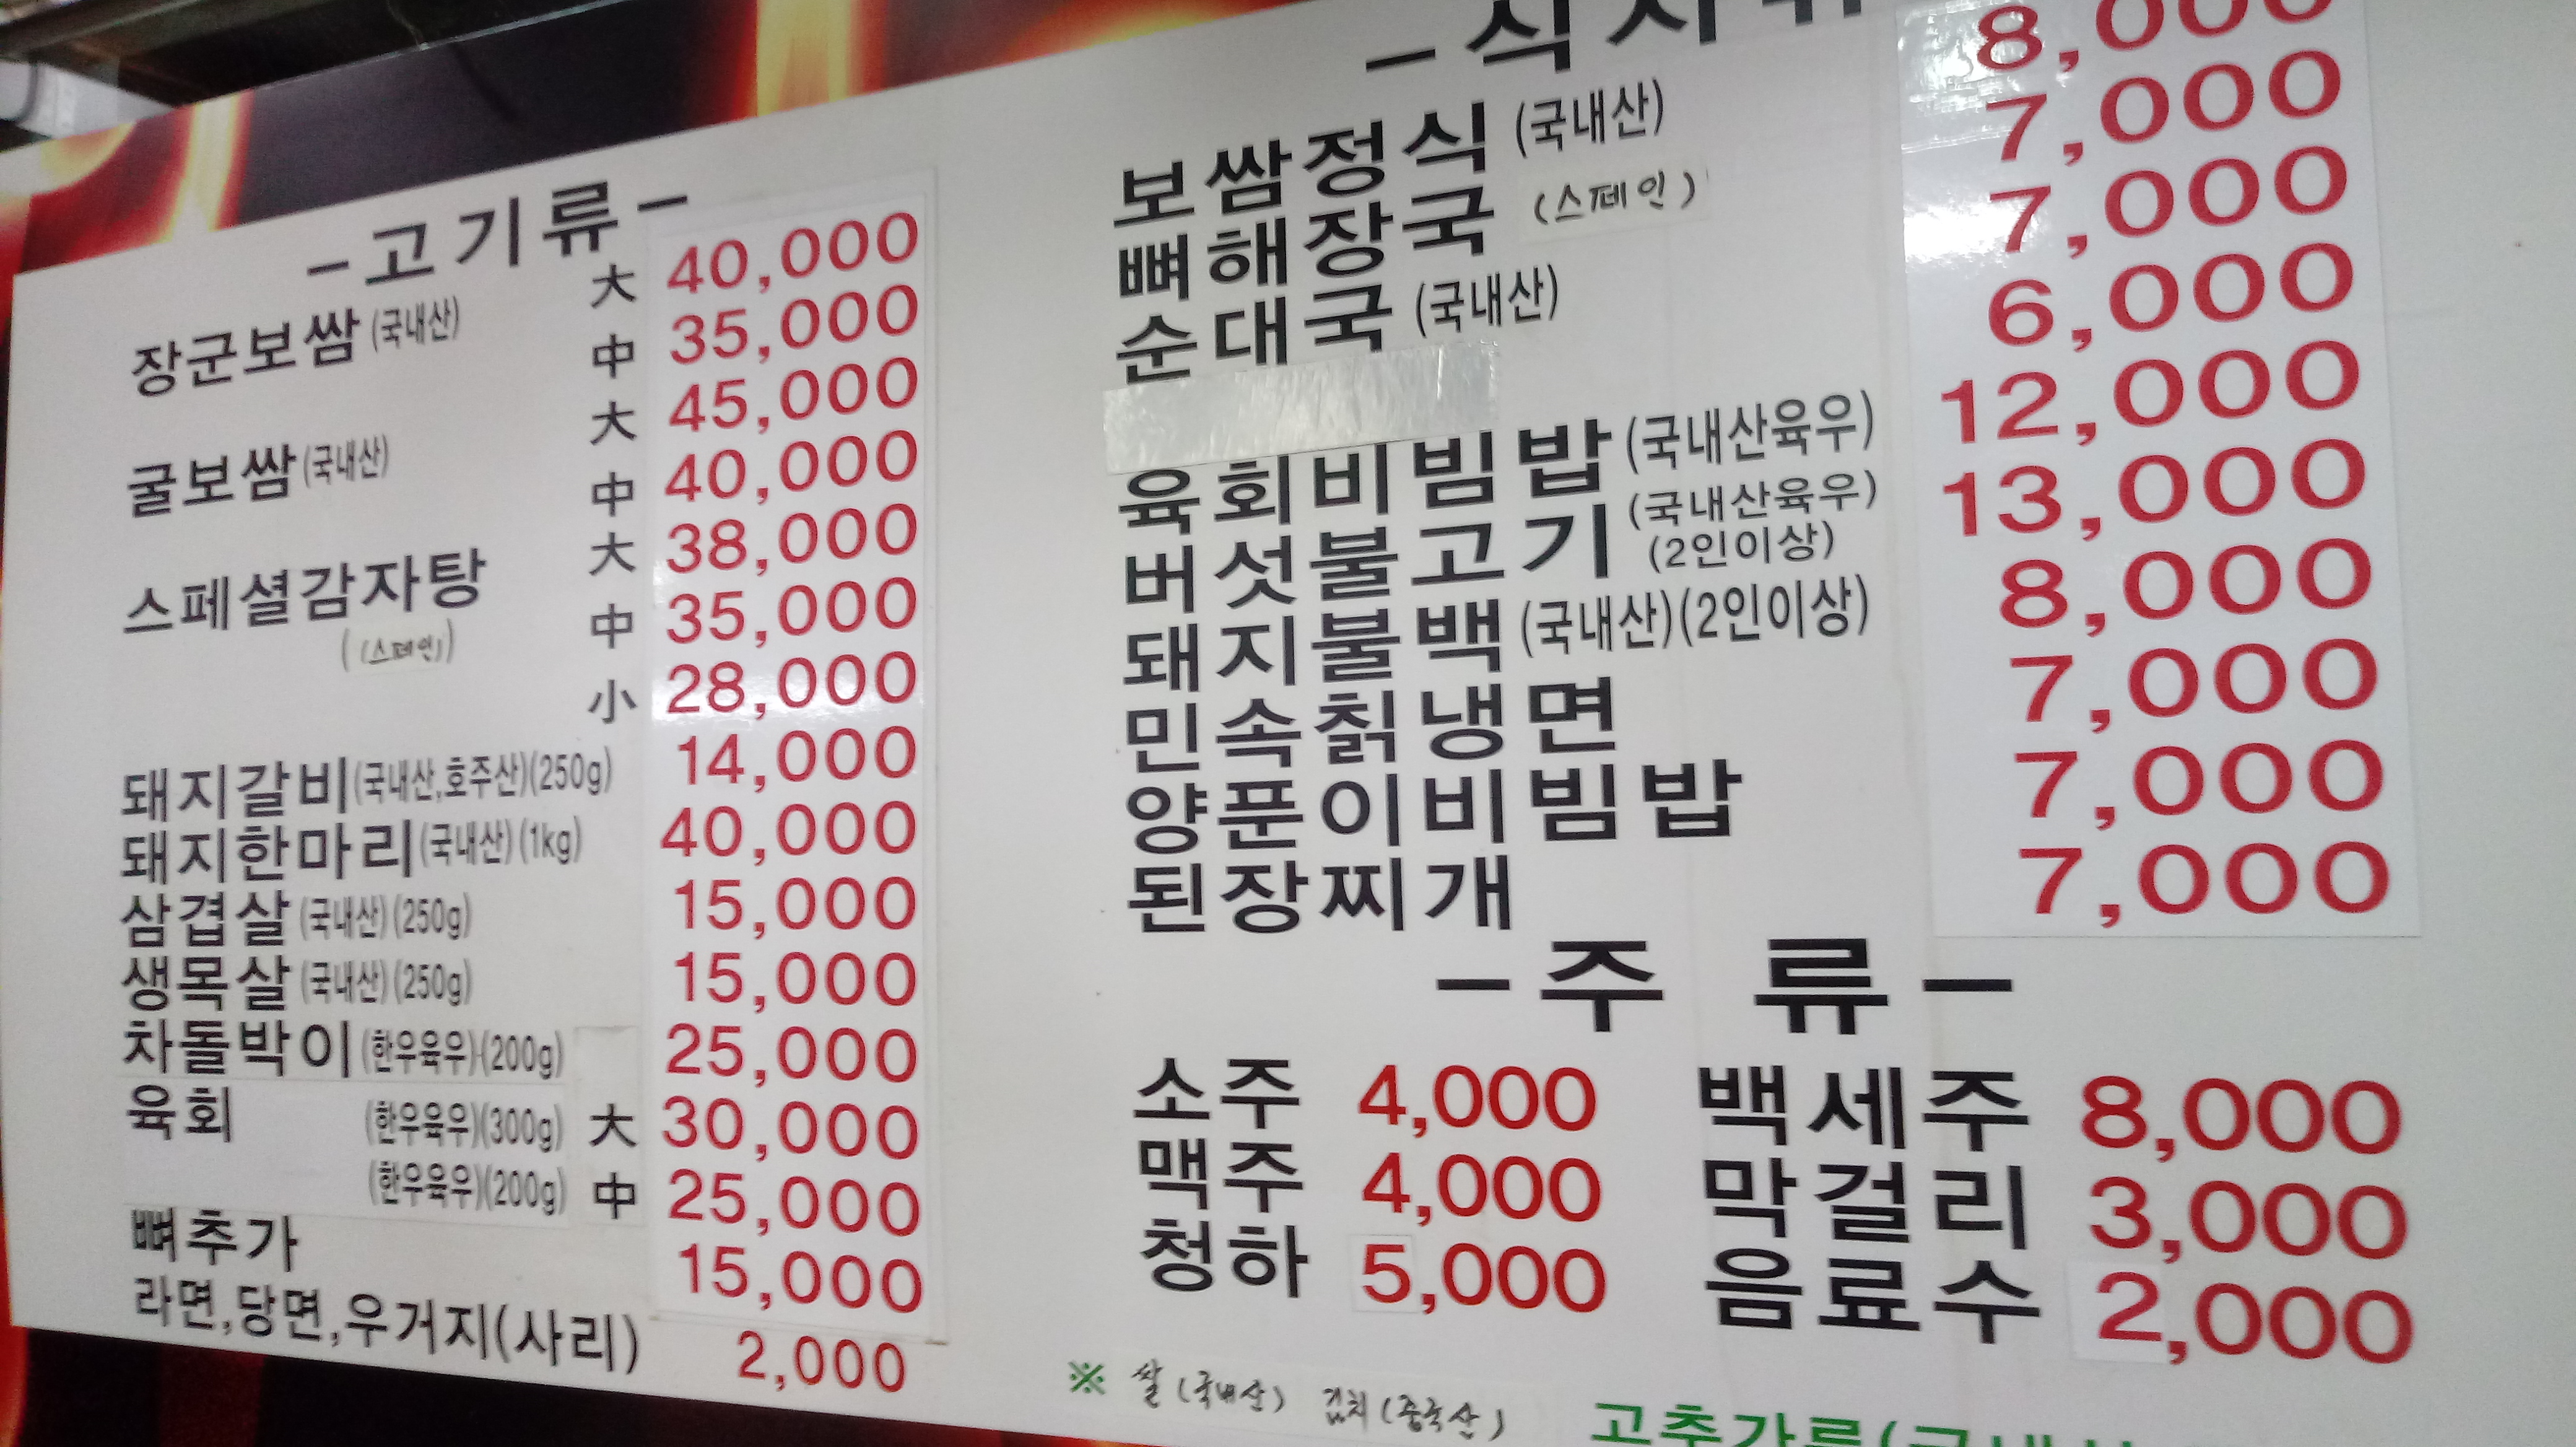 -고기류-
장군보쌈(국내산) 大 40,000
中 35,000
굴보쌈(국내산) 大 45,000
中 40,000
스페셜감자탕 大 38,000
((스페인)) 中 35,000
小 28,000
돼지갈비(국내산,호주산)(250g) 14,000
돼지한마리(국내산)(1kg) 40,000
삼겹살(국내산)(250g) 15,000
생목살(국내산)(250g) 15,000
차돌박이(한우육우)(200g) 25,000
육회 (한우육우)(300g) 大 30,000
(한우육우)(200g) 中 25,000
뼈추가 15,000
라면,당면,우거지(사리) 2,000
-식사류
보쌈정식(국내산) 8,000
뼈해장국(스페인) 7,000
순대국(국내산) 7,000
6,000
육회비빔밥(국내산육우) 12,000
버섯불고기(국내산육우)(2인이상) 13,000
돼지불백(국내산)(2인이상) 8,000
민속칡냉면 7,000
양푼이비빔밥 7,000
된장찌개 7,000
-주 류-
소주 4,000 백세주 8,000
맥주 4,000 막걸리 3,000
청하 5,000 음료수 2,000
※ 쌀(국내산) 김치(중국산) 고추가루(국내산